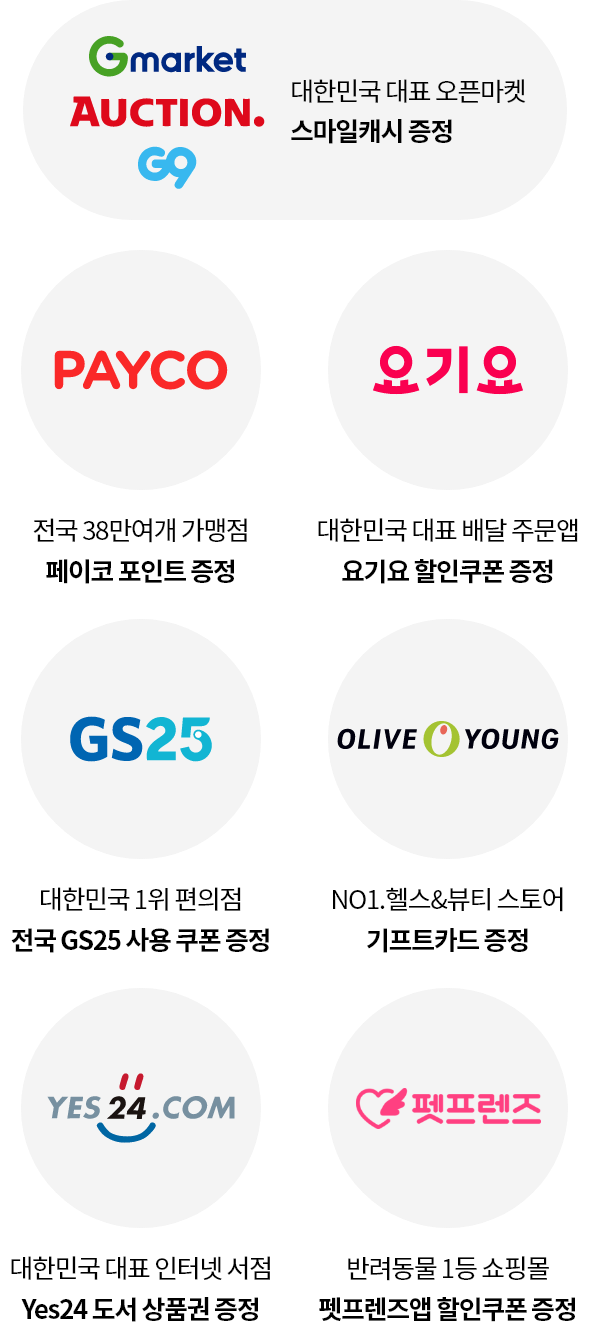 Gmarket
AUCTION.
G9
대한민국 대표 오픈마켓
스마일캐시 증정
PAYCO
요기요
전국 38만여개 가맹점
페이코 포인트 증정
대한민국 대표 배달 주문앱
요기요 할인쿠폰 증정
GS25
OLIVE YOUNG
대한민국 1위 편의점
전국 GS25 사용 쿠폰 증정
NO1.헬스&뷰티 스토어
기프트카드 증정
YES24.COM
펫프렌즈
대한민국 대표 인터넷 서점
Yes24 도서 상품권 증정
반려동물 1등 쇼핑몰
펫프렌즈앱 할인쿠폰 증정